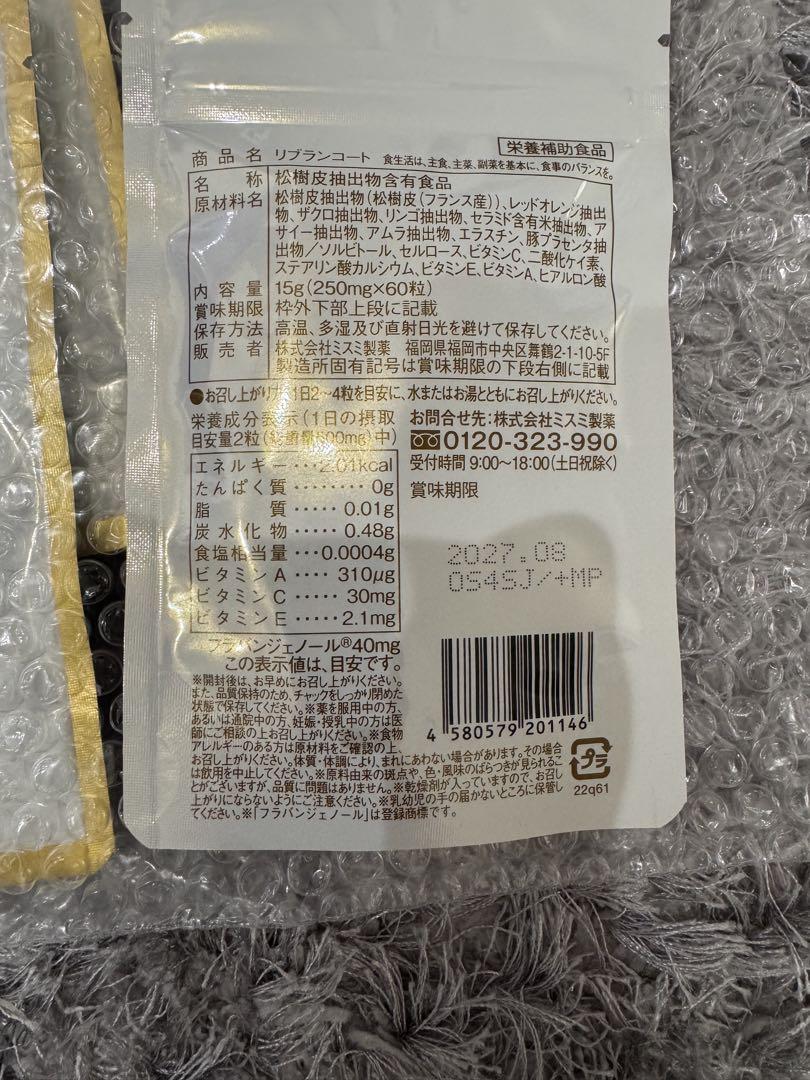 栄養補助食品
商品名 リブランコート 食生活は、主食、主菜、副菜を基本に、食事のバランスを。
名称 松樹皮抽出物含有食品
原材料名 松樹皮抽出物(松樹皮(フランス産))、レッドオレンジ抽出
物、ザクロ抽出物、リンゴ抽出物、セラミド含有米抽出物、ア
サイー抽出物、アムラ抽出物、エラスチン、豚プラセンタ抽
出物/ソルビトール、セルロース、ビタミンC、二酸化ケイ素、
ステアリン酸カルシウム、ビタミンE、ビタミンA、ヒアルロン酸
内容量 15g(250mg×60粒)
賞味期限 枠外下部上段に記載
保存方法 高温、多湿及び直射日光を避けて保存してください。
販売者 株式会社ミスミ製薬 福岡県福岡市中央区舞鶴2-1-10-5F
製造所固有記号は賞味期限の下段右側に記載
●お召し上がり方/1日2〜4粒を目安に、水またはお湯とともにお召し上がりください。
栄養成分表示(1日の摂取
目安量2粒(総重量500mg)中)
エネルギー・・・2.01kcal
たんぱく質・・・・・・・・0g
脂質・・・・・0.01g
炭水化物・・・・・0.48g
食塩相当量・・・0.0004g
ビタミンA・・・・310μg
ビタミンC・・・・・30mg
ビタミンE・・・・・2.1mg
フラバンジェノール®40mg
この表示値は、目安です。
お問合せ先:株式会社ミスミ製薬
0120-323-990
受付時間 9:00〜18:00(土日祝除く)
賞味期限
2027.08
OS4SJ/+MP
4 580579 201146
※開封後は、お早めにお召し上がりください。
また、品質保持のため、チャックをしっかり閉めた
状態で保存してください。※薬を服用中の方、
あるいは通院中の方、妊娠・授乳中の方は医
師にご相談の上お召し上がりください。※食物
アレルギーのある方は原材料をご確認の上、
お召し上がりください。体質・体調により、まれにあわない場合があります。その場合
は飲用を中止してください。※原料由来の斑点や、色・風味のばらつきが見られるこ
とがございますが、品質に問題はありません。※乾燥剤が入っていますので、お召し
上がりにならないようにご注意ください。※乳幼児の手の届かないところに保管し
てください。※「フラバンジェノール」は登録商標です。
プラ
22q61